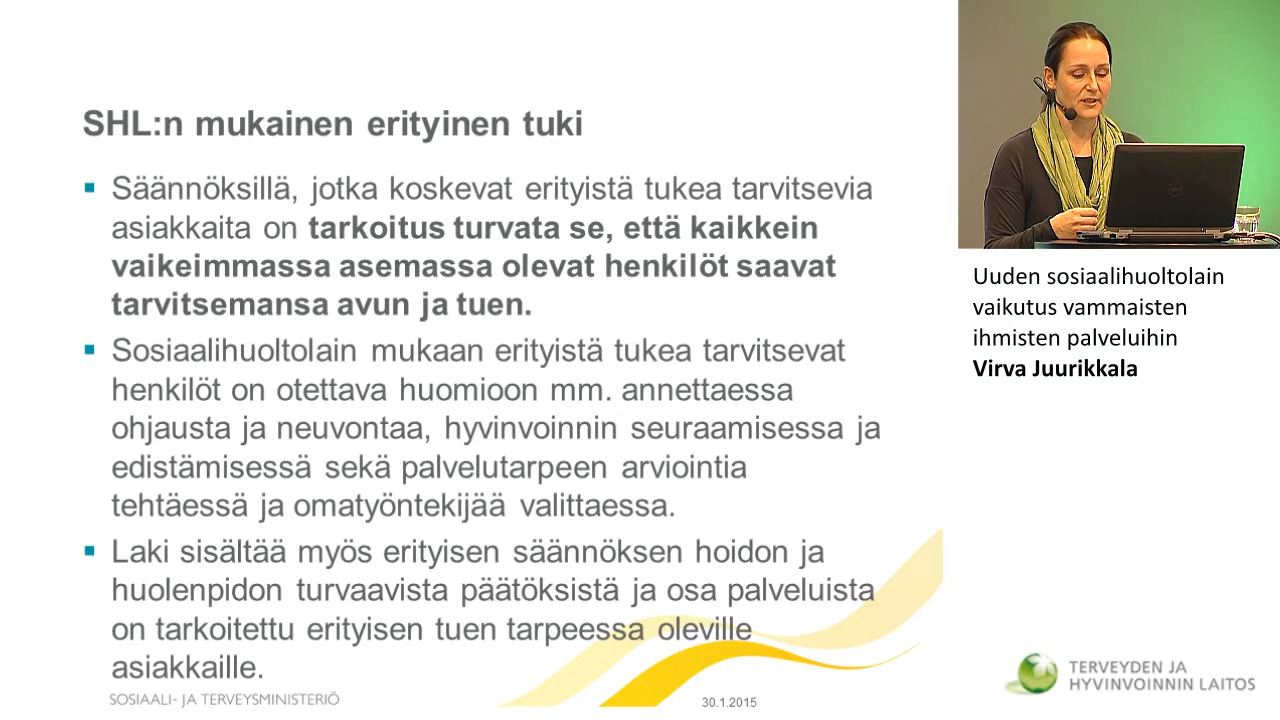 SHL:n mukainen erityinen tuki
Säännöksillä, jotka koskevat erityistä tukea tarvitsevia
asiakkaita on tarkoitus turvata se, että kaikkein
vaikeimmassa asemassa olevat henkilöt saavat
tarvitsemansa avun ja tuen.
Sosiaalihuoltolain mukaan erityistä tukea tarvitsevat
henkilöt on otettava huomioon mm. annettaessa
ohjausta ja neuvontaa, hyvinvoinnin seuraamisessa ja
edistämisessä sekä palvelutarpeen arviointia
tehtäessä ja omatyöntekijää valittaessa.
Laki sisältää myös erityisen säännöksen hoidon ja
huolenpidon turvaavista päätöksistä ja osa palveluista
on tarkoitettu erityisen tuen tarpeessa oleville
asiakkaille.
SOSIAALI- JA TERVEYSMINISTERIÖ
30.1.2015
Uuden sosiaalihuoltolain
vaikutus vammaisten
ihmisten palveluihin
Virva Juurikkala
TERVEYDEN JA
HYVINVOINNIN LAITOS